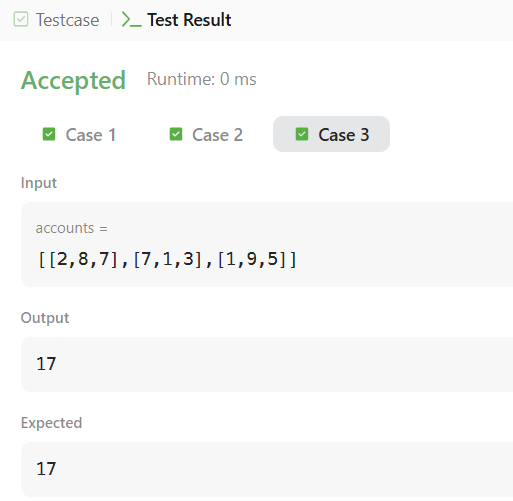 Testcase >_ Test Result
Accepted Runtime: 0 ms
Case 1 Case 2 Case 3
Input
accounts =
[[2,8,7],[7,1,3],[1,9,5]]
Output
17
Expected
17